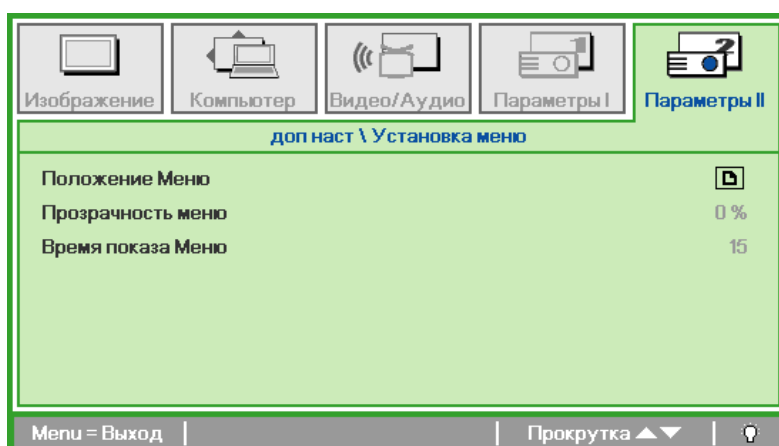 Изображение
Компьютер
Видео/Аудио
Параметры I
2
Параметры II
доп наст \ Установка меню
Положение Меню
Прозрачность меню 0 %
Время показа Меню 15
Menu = Выход
Прокрутка ▲▼